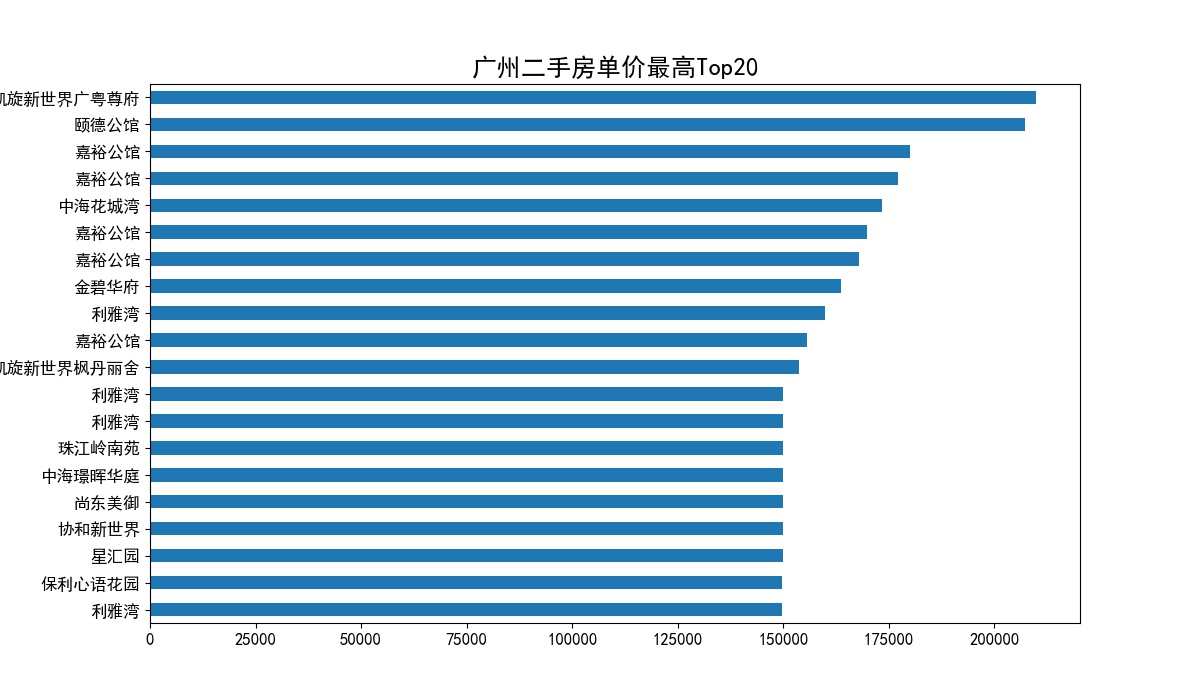 广州二手房单价最高Top20
旋新世界广粤尊府
颐德公馆
嘉裕公馆
嘉裕公馆
中海花城湾
嘉裕公馆
嘉裕公馆
金碧华府
利雅湾
嘉裕公馆
旋新世界枫丹丽舍
利雅湾
利雅湾
珠江岭南苑
中海璟晖华庭
尚东美御
协和新世界
星汇园
保利心语花园
利雅湾
0 25000 50000 75000 100000 125000 150000 175000 200000